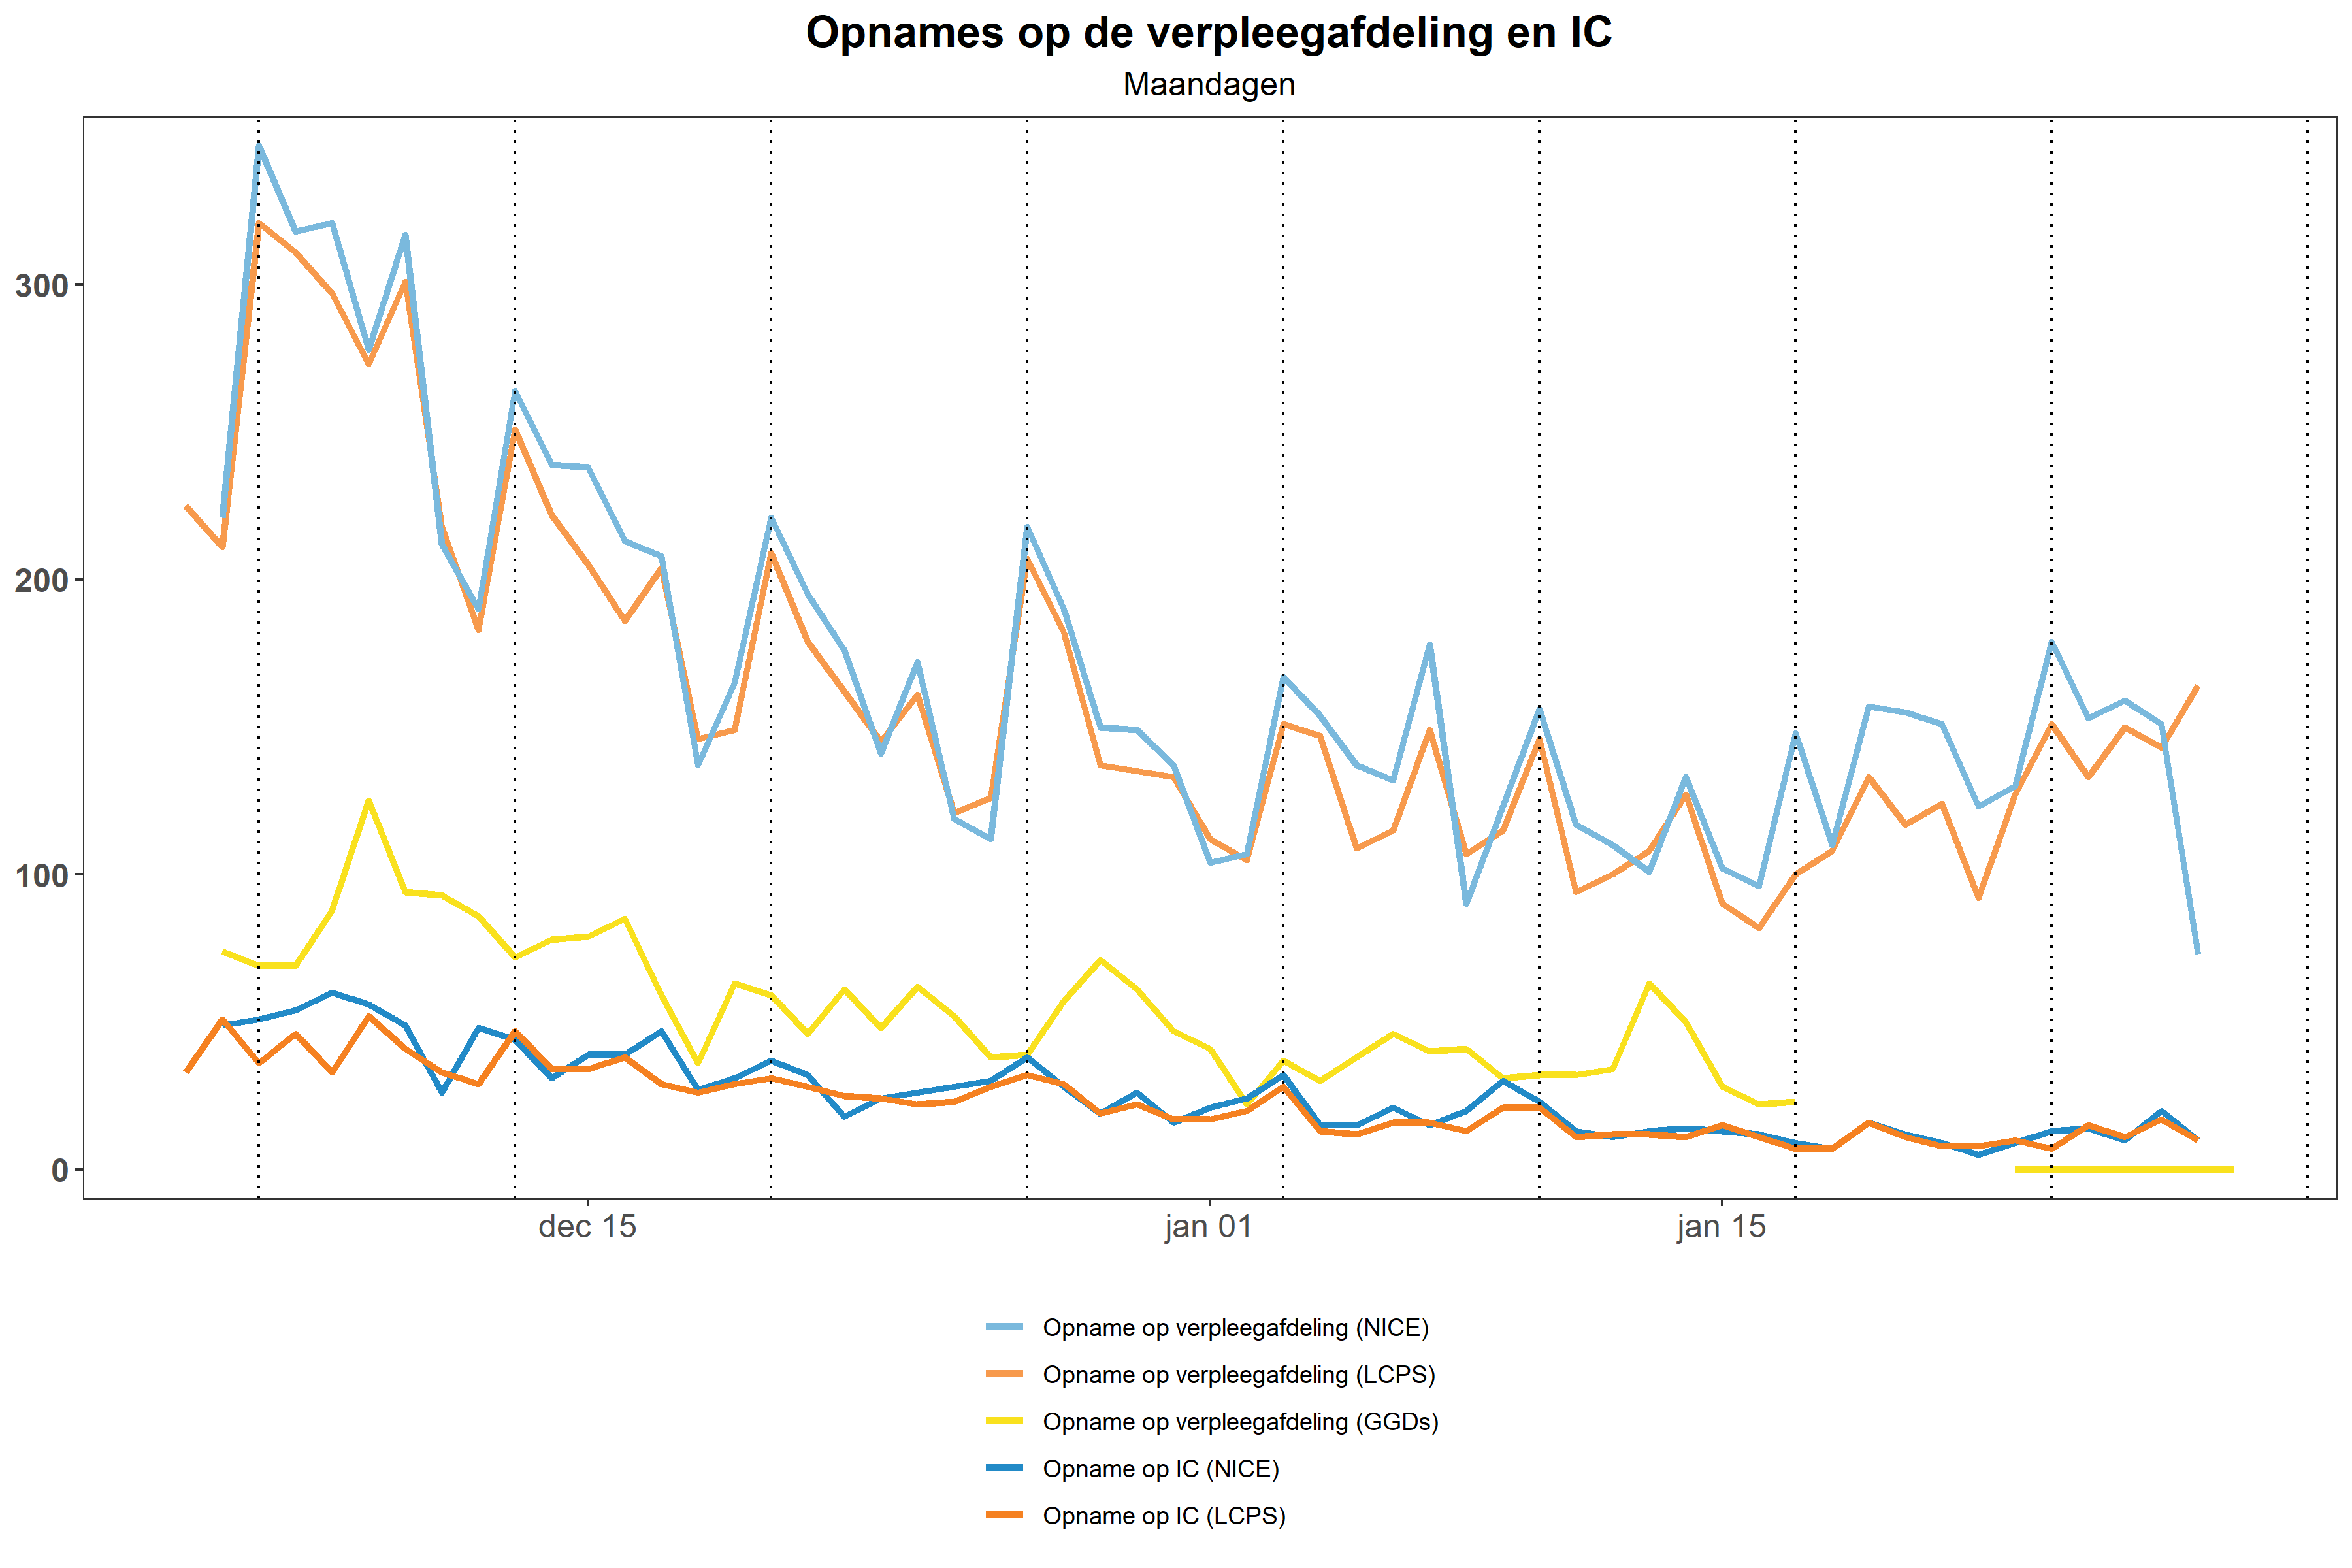 Opnames op de verpleegafdeling en IC
Maandagen
300
200
100
0
dec 15
jan 01
jan 15
Opname op verpleegafdeling (NICE)
Opname op verpleegafdeling (LCPS)
Opname op verpleegafdeling (GGDs)
Opname op IC (NICE)
Opname op IC (LCPS)